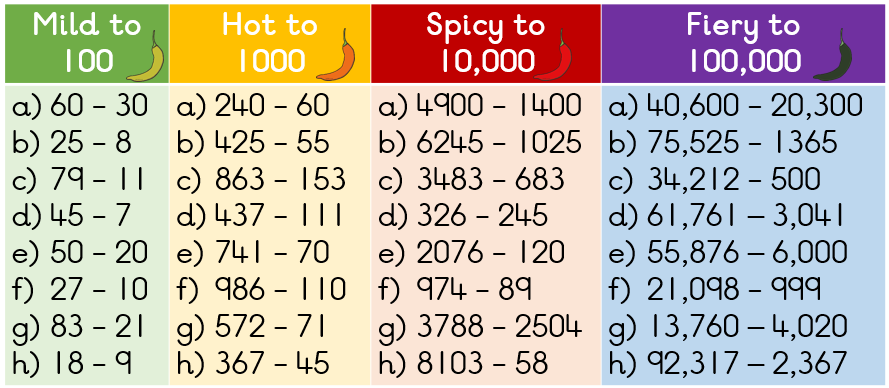 Mild to
100
a) 60 – 30
b) 25 – 8
c) 79 – 11
d) 45 – 7
e) 50 – 20
f) 27 – 10
g) 83 – 21
h) 18 – 9
Hot to
1000
a) 240 – 60
b) 425 – 55
c) 863 – 153
d) 437 – 111
e) 741 – 70
f) 986 – 110
g) 572 – 71
h) 367 – 45
Spicy to
10,000
a) 4900 – 1400
b) 6245 – 1025
c) 3483 – 683
d) 326 – 245
e) 2076 – 120
f) 974 – 89
g) 3788 – 2504
h) 8103 – 58
Fiery to
100,000
a) 40,600 – 20,300
b) 75,525 – 1365
c) 34,212 – 500
d) 61,761 – 3,041
e) 55,876 – 6,000
f) 21,098 – 999
g) 13,760 – 4,020
h) 92,317 – 2,367